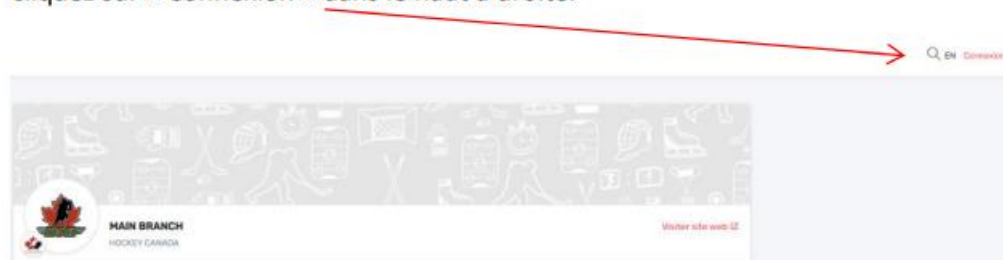 cliquez sur « Connexion » dans le haut à droite.
EN Connexion
MAIN BRANCH
HOCKEY CANADA
Visiter site web